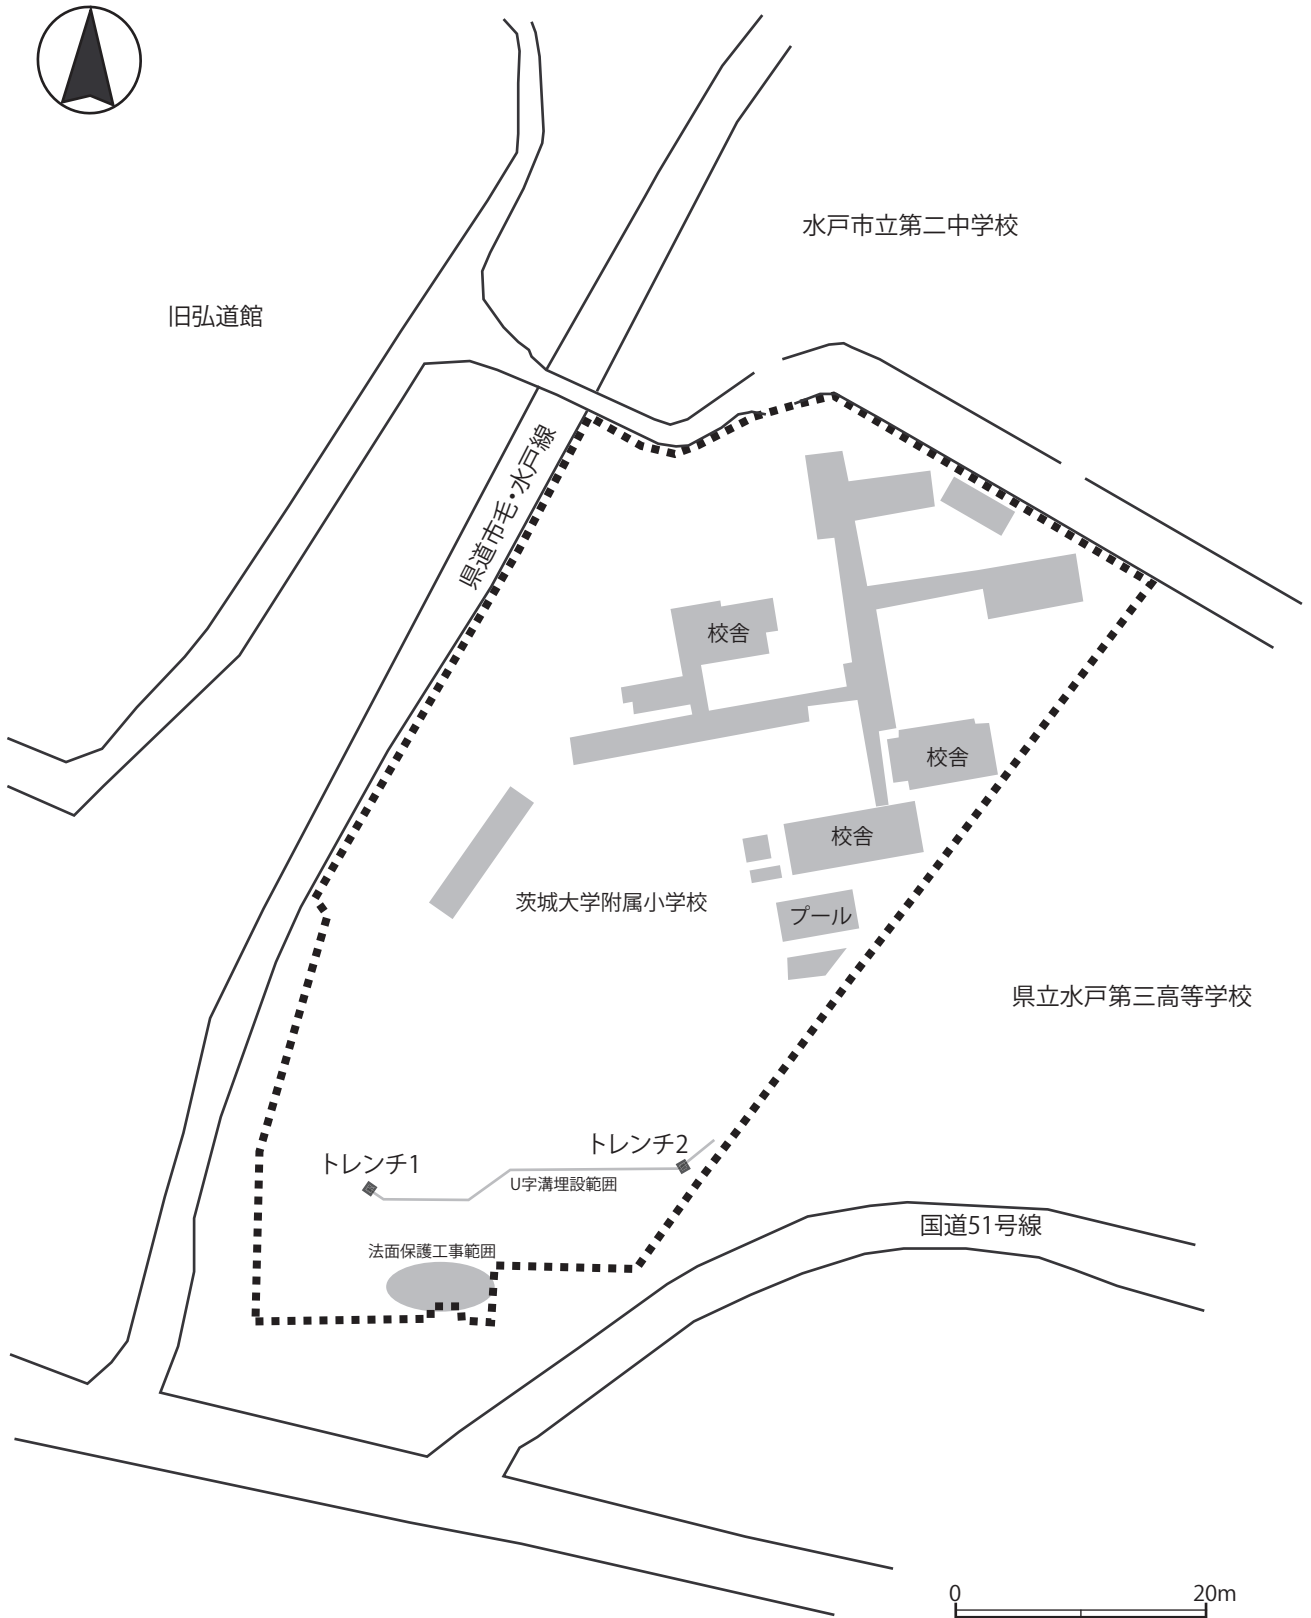 水戸市立第二中学校
旧弘道館
県道市毛・水戸線
校舎
校舎
校舎
茨城大学附属小学校
プール
県立水戸第三高等学校
トレンチ2
トレンチ1
U字溝埋設範囲
国道51号線
法面保護工事範囲
0 20m